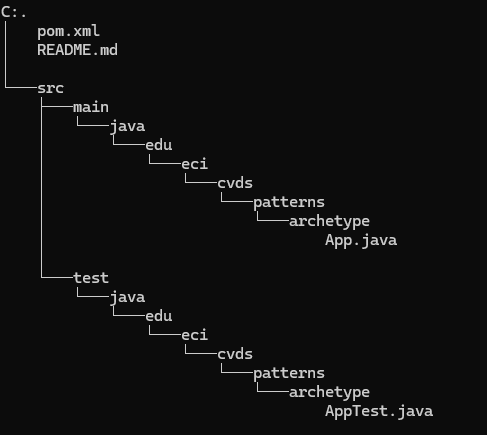 C:.
pom.xml
README.md
src
main
java
edu
eci
cvds
patterns
archetype
App.java
test
java
edu
eci
cvds
patterns
archetype
AppTest.java